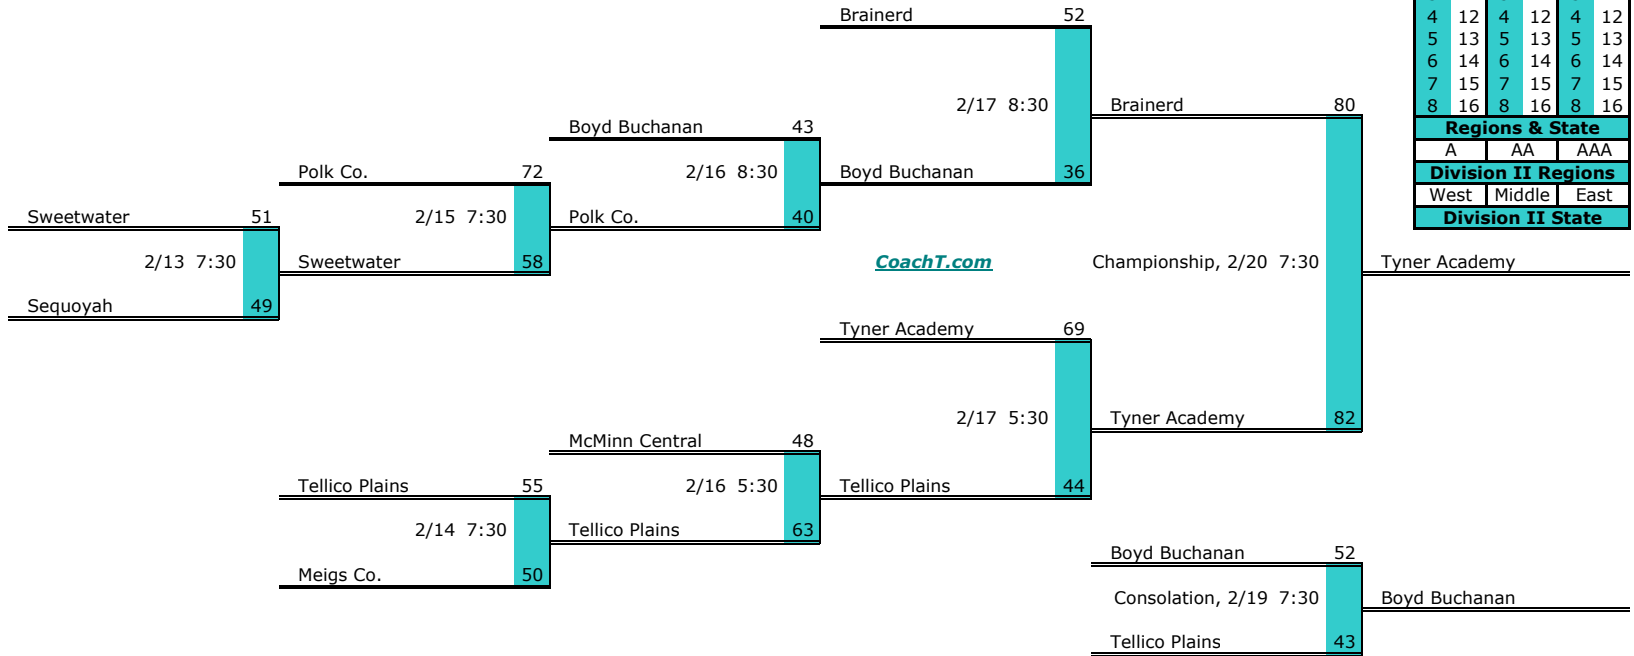 Brainerd 52
4 12 4 12 4 12
5 13 5 13 5 13
6 14 6 14 6 14
7 15 7 15 7 15
2/17 8:30 Brainerd 80
8 16 8 16 8 16
Boyd Buchanan 43
Regions & State
A AA AAA
Polk Co. 72
2/16 8:30 Boyd Buchanan 36
Division II Regions
West Middle East
Sweetwater 51
2/15 7:30 Polk Co. 40
Division II State
2/13 7:30 Sweetwater 58
CoachT.com
Championship, 2/20 7:30 Tyner Academy
Sequoyah 49
Tyner Academy 69
2/17 5:30 Tyner Academy 82
McMinn Central 48
Tellico Plains 55
2/16 5:30 Tellico Plains 44
2/14 7:30 Tellico Plains 63
Boyd Buchanan 52
Meigs Co. 50
Consolation, 2/19 7:30 Boyd Buchanan
Tellico Plains 43